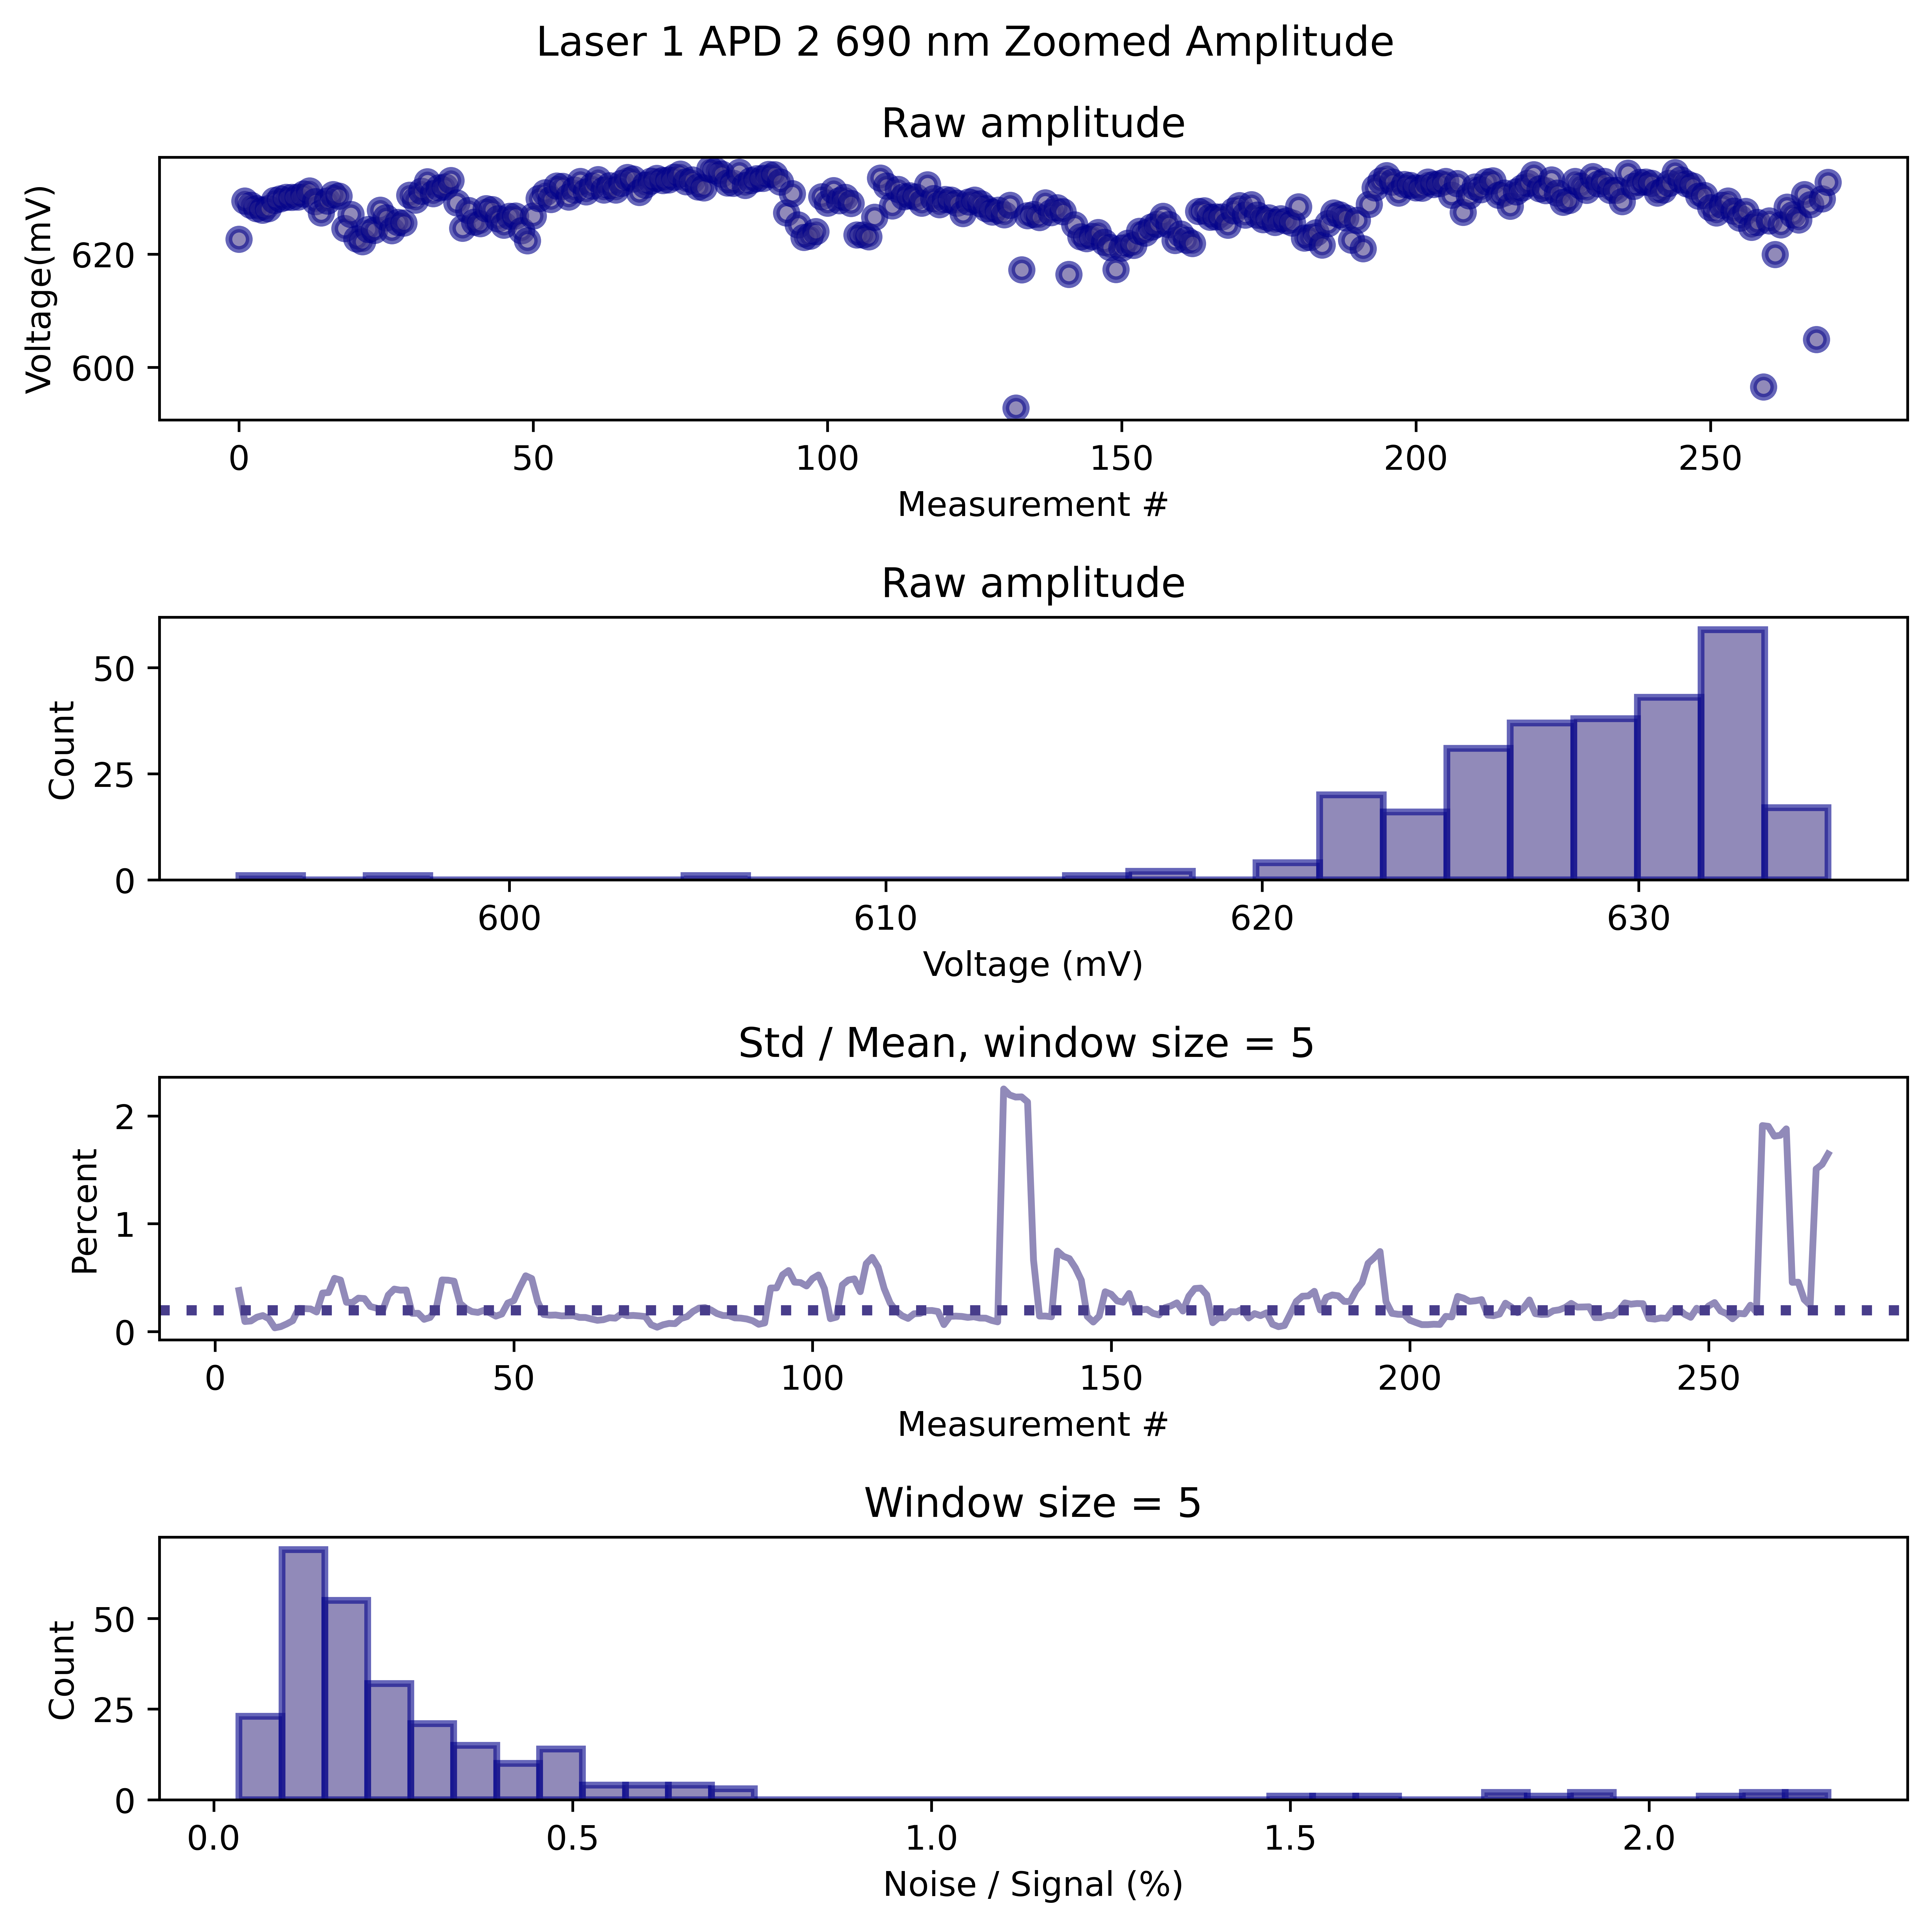 Laser 1 APD 2 690 nm Zoomed Amplitude
Raw amplitude
Voltage(mV)
620
600
0 50 100 150 200 250
Measurement #
Raw amplitude
Count
50
25
0
600 610 620 630
Voltage (mV)
Std / Mean, window size = 5
Percent
2
1
0
0 50 100 150 200 250
Measurement #
Window size = 5
Count
50
25
0
0.0 0.5 1.0 1.5 2.0
Noise / Signal (%)